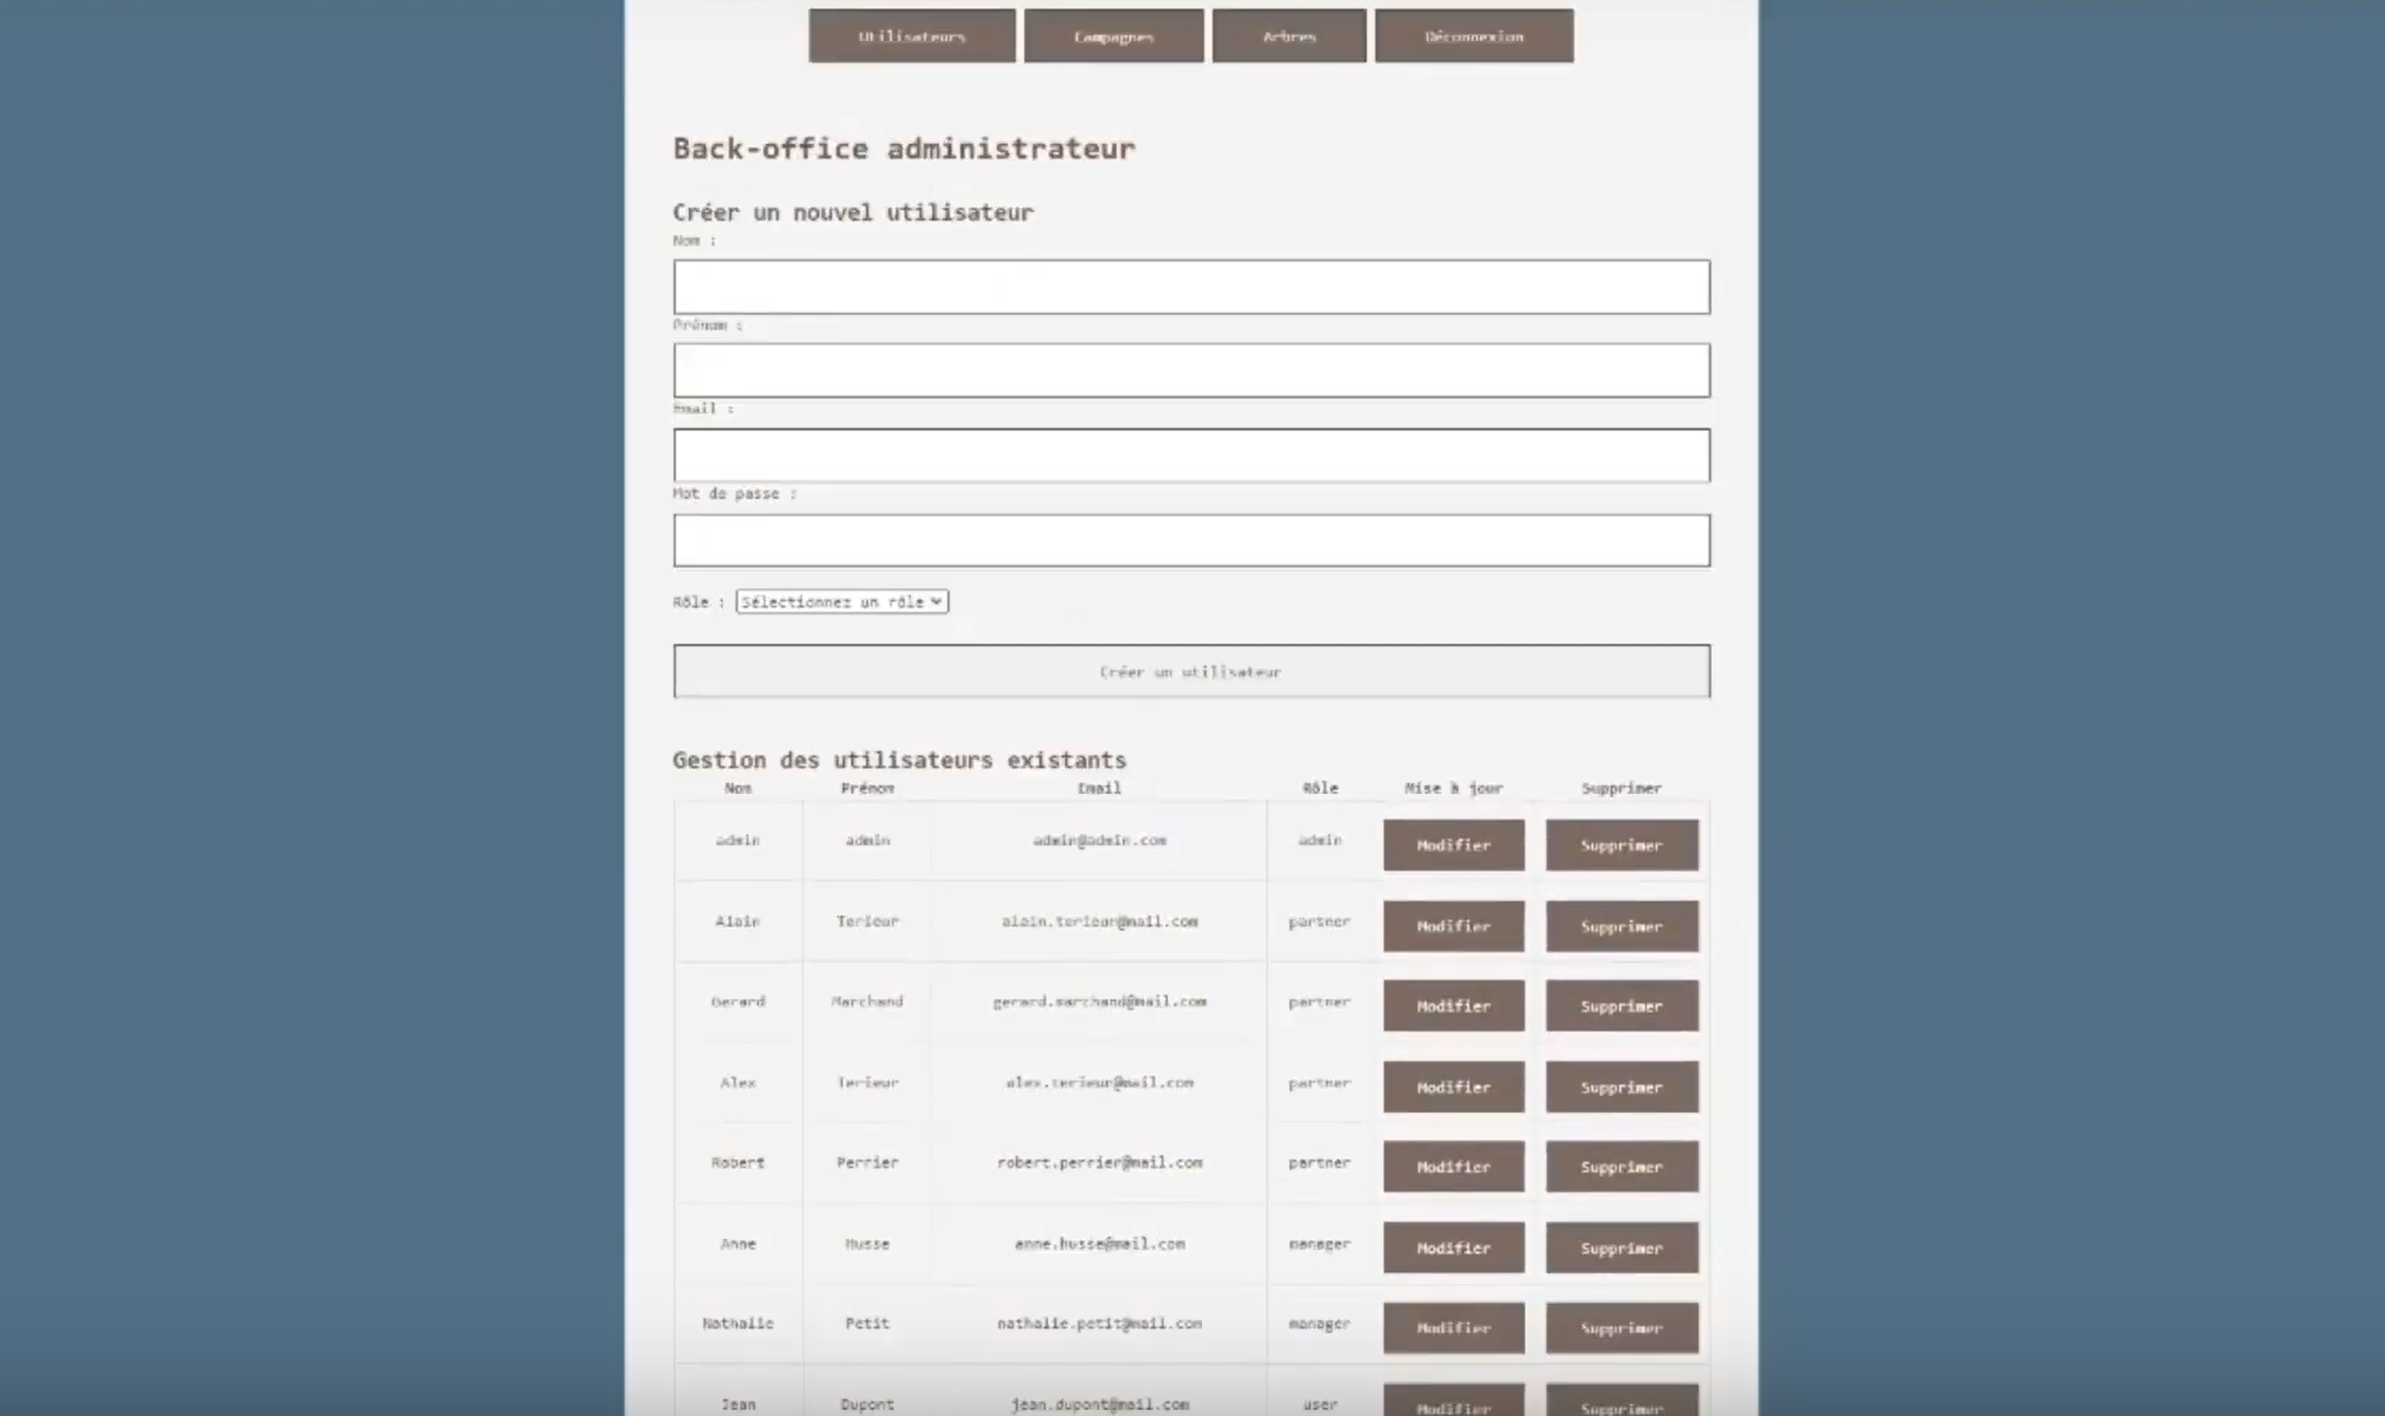 Utilisateurs Campagnes Arbres Déconnexion
Back-office administrateur
Créer un nouvel utilisateur
Nom :
Prénom :
Email :
Mot de passe :
Rôle : Sélectionnez un rôle
Créer un utilisateur
Gestion des utilisateurs existants
Nom Prénom Email Rôle Mise à jour Supprimer
admin admin admin@admin.com admin Modifier Supprimer
Alain Terieur alain.terieur@mail.com partner Modifier Supprimer
Gerard Marchand gerard.marchand@mail.com partner Modifier Supprimer
Alex Terieur alex.terieur@mail.com partner Modifier Supprimer
Robert Perrier robert.perrier@mail.com partner Modifier Supprimer
Anne Husse anne.husse@mail.com manager Modifier Supprimer
Nathalie Petit nathalie.petit@mail.com manager Modifier Supprimer
Jean Dupont jean.dupont@mail.com user Modifier Supprimer